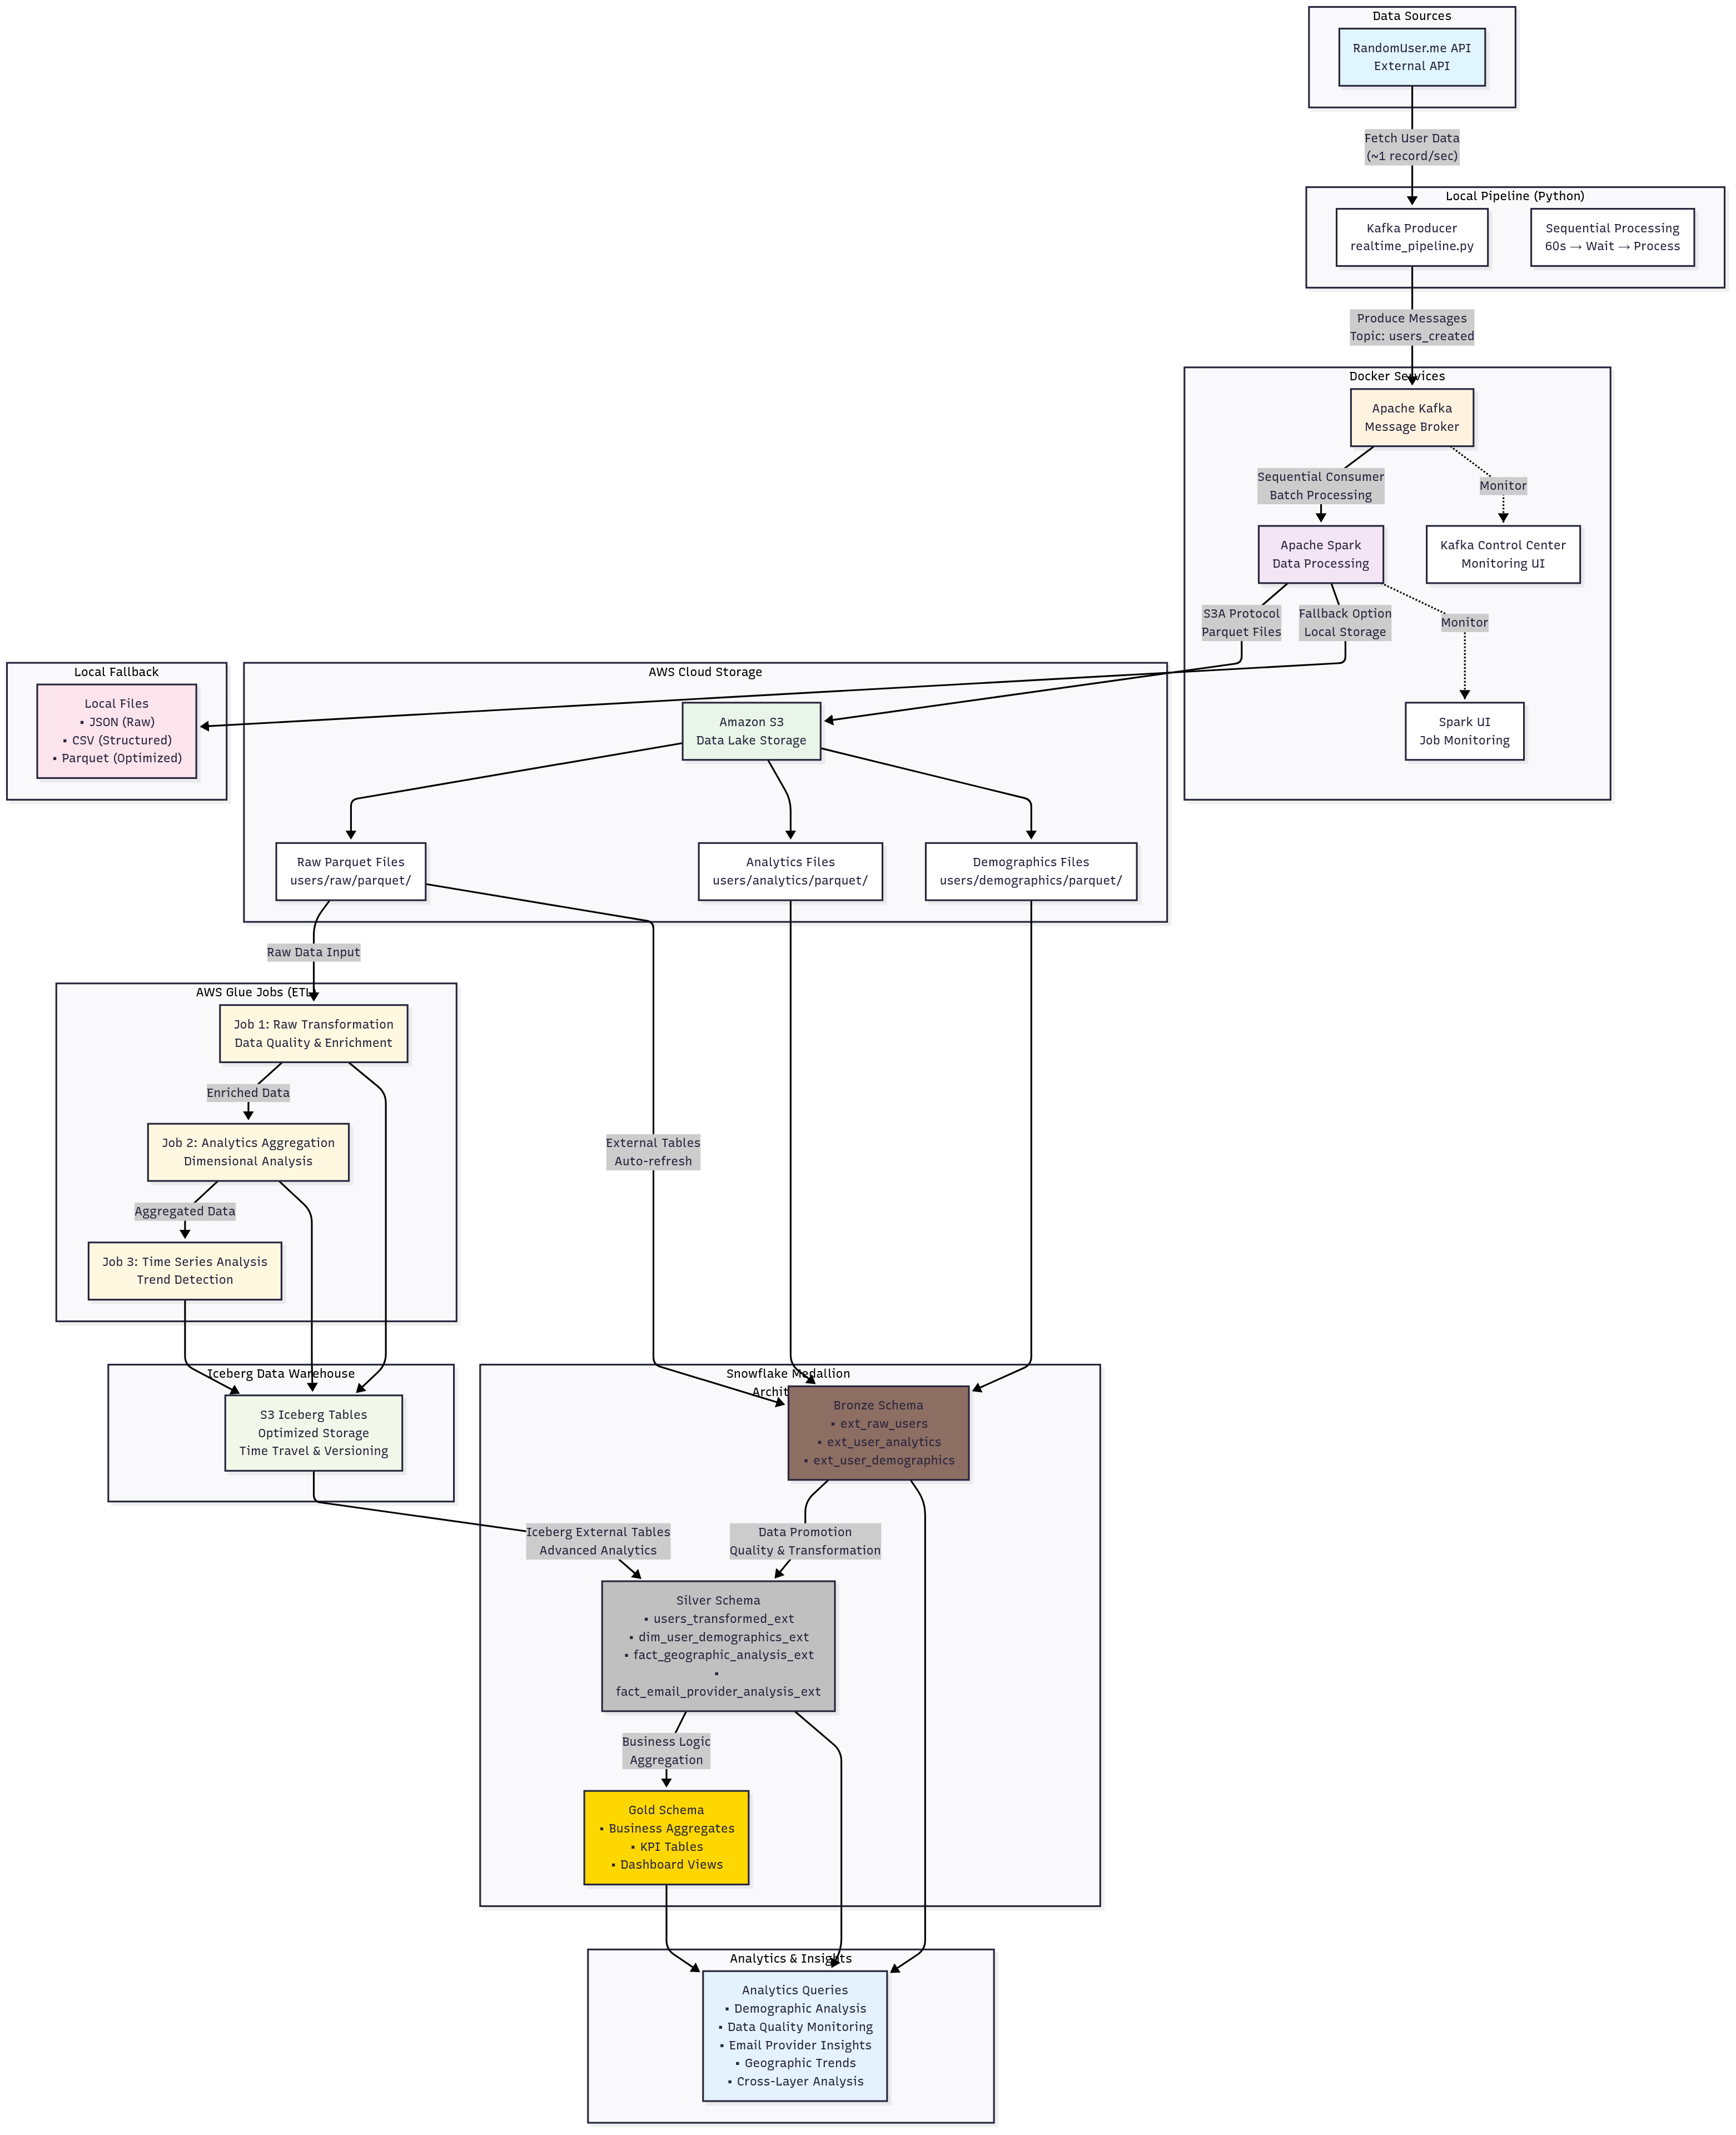 Data Sources
RandomUser.me API
External API
Fetch User Data
(~1 record/sec)
Local Pipeline (Python)
Kafka Producer
realtime_pipeline.py
Sequential Processing
60s → Wait → Process
Produce Messages
Topic: users_created
Docker Services
Apache Kafka
Message Broker
Sequential Consumer
Batch Processing
Monitor
Apache Spark
Data Processing
Kafka Control Center
Monitoring UI
S3A Protocol
Parquet Files
Fallback Option
Local Storage
Monitor
Spark UI
Job Monitoring
Local Fallback
Local Files
▪ JSON (Raw)
▪ CSV (Structured)
▪ Parquet (Optimized)
AWS Cloud Storage
Amazon S3
Data Lake Storage
Raw Parquet Files
users/raw/parquet/
Analytics Files
users/analytics/parquet/
Demographics Files
users/demographics/parquet/
Raw Data Input
AWS Glue Jobs (ETL)
Job 1: Raw Transformation
Data Quality & Enrichment
Enriched Data
Job 2: Analytics Aggregation
Dimensional Analysis
External Tables
Auto-refresh
Aggregated Data
Job 3: Time Series Analysis
Trend Detection
Iceberg Data Warehouse
S3 Iceberg Tables
Optimized Storage
Time Travel & Versioning
Snowflake Medallion
Archit
Bronze Schema
▪ ext_raw_users
▪ ext_user_analytics
▪ ext_user_demographics
Iceberg External Tables
Advanced Analytics
Data Promotion
Quality & Transformation
Silver Schema
▪ users_transformed_ext
▪ dim_user_demographics_ext
▪ fact_geographic_analysis_ext
▪
fact_email_provider_analysis_ext
Business Logic
Aggregation
Gold Schema
▪ Business Aggregates
▪ KPI Tables
▪ Dashboard Views
Analytics & Insights
Analytics Queries
▪ Demographic Analysis
▪ Data Quality Monitoring
▪ Email Provider Insights
▪ Geographic Trends
▪ Cross-Layer Analysis